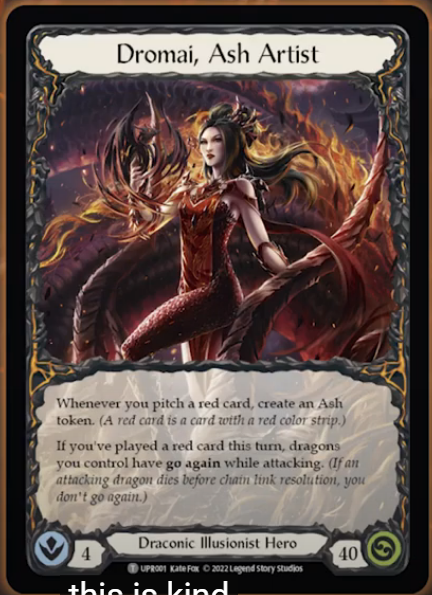 Dromai, Ash Artist
Whenever you pitch a red card, create an Ash
token. (A red card is a card with a red color strip.)
If you've played a red card this turn, dragons
you control have go again while attacking. (If an
attacking dragon dies before chain link resolution, you
don't go again.)
4
Draconic Illusionist Hero
40
T UPR001 Kate Fox © 2022 Legend Story Studios
this is kind